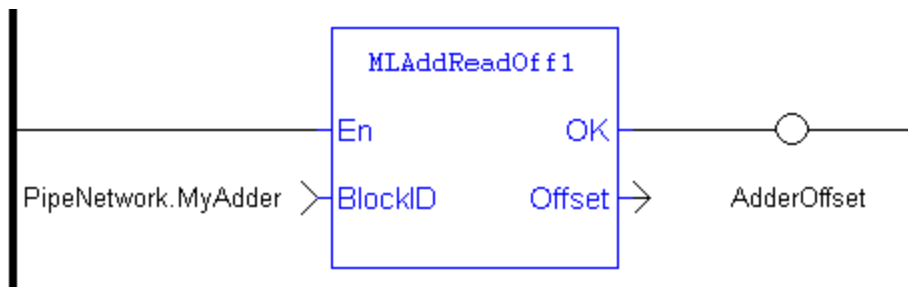 MLAddReadOff1
En OK
PipeNetwork.MyAdder BlockID Offset AdderOffset